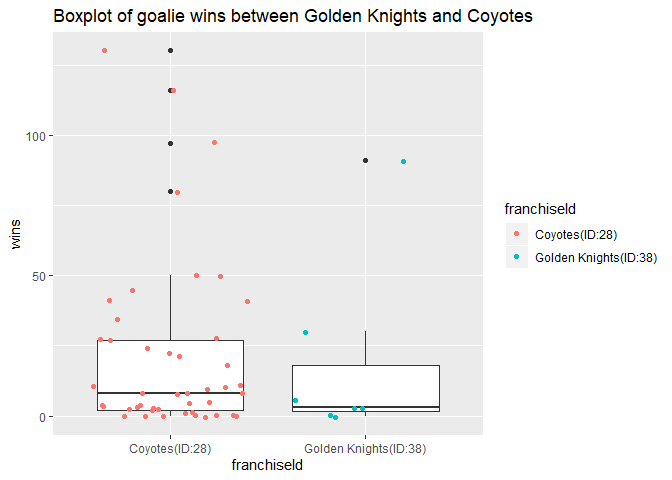 Boxplot of goalie wins between Golden Knights and Coyotes
wins
100
50
0
Coyotes(ID:28)
Golden Knights(ID:38)
franchiseId
franchiseId
Coyotes(ID:28)
Golden Knights(ID:38)